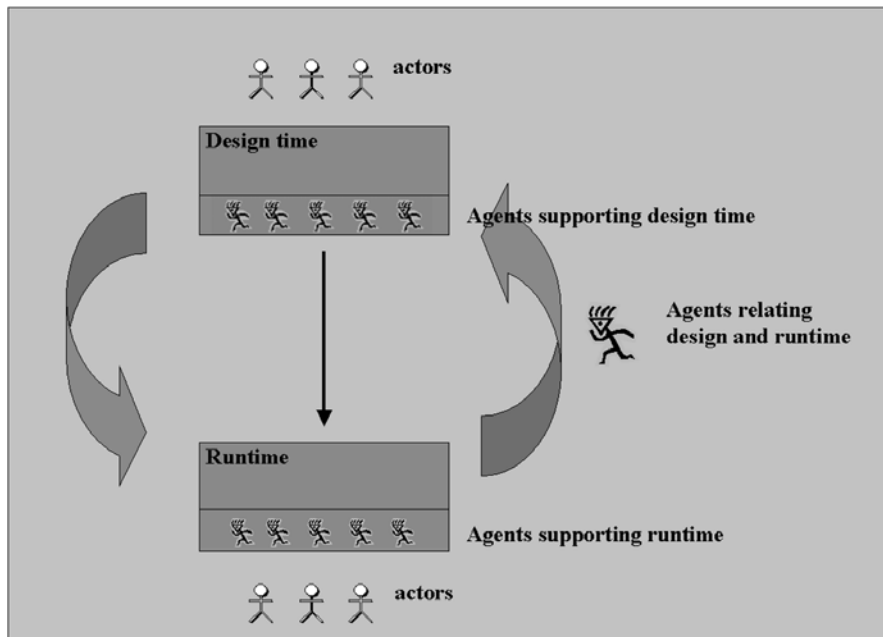 actors
Design time
Agents supporting design time
Agents relating
design and runtime
Runtime
Agents supporting runtime
actors